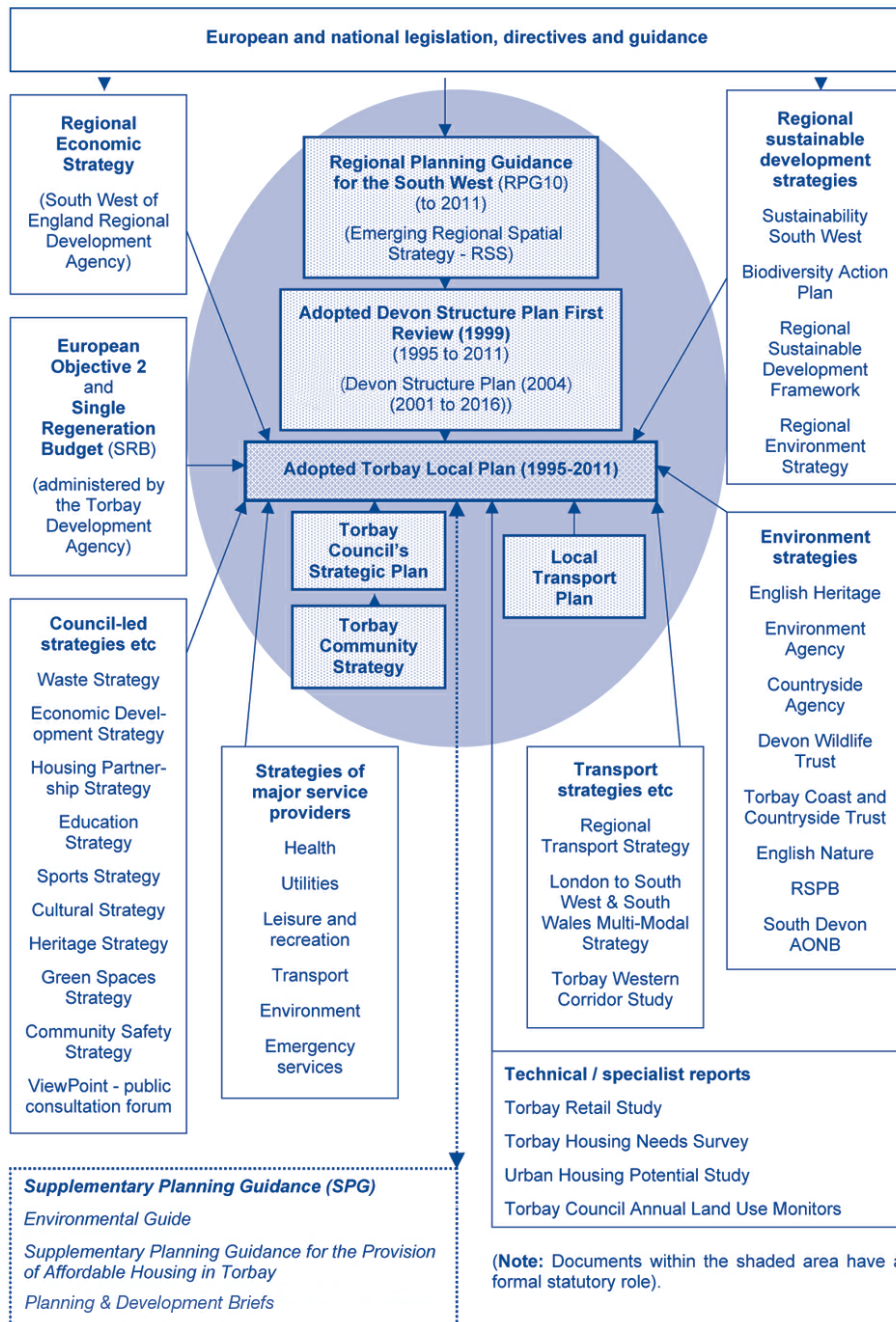 European and national legislation, directives and guidance
Regional
Economic
Strategy
(South West of
England Regional
Development
Agency)
Regional Planning Guidance
for the South West (RPG10)
(to 2011)
(Emerging Regional Spatial
Strategy - RSS)
Regional
sustainable
development
strategies
Sustainability
South West
Biodiversity Action
Plan
Regional
Sustainable
Development
Framework
Regional
Environment
Strategy
Adopted Devon Structure Plan First
Review (1999)
(1995 to 2011)
(Devon Structure Plan (2004)
(2001 to 2016))
European
Objective 2
and
Single
Regeneration
Budget (SRB)
(administered by
the Torbay
Development
Agency)
Adopted Torbay Local Plan (1995-2011)
Torbay
Council's
Strategic Plan
Local
Transport
Plan
Torbay
Community
Strategy
Environment
strategies
English Heritage
Environment
Agency
Countryside
Agency
Devon Wildlife
Trust
Torbay Coast and
Countryside Trust
English Nature
RSPB
South Devon
AONB
Council-led
strategies etc
Waste Strategy
Economic Devel-
opment Strategy
Housing Partner-
ship Strategy
Education
Strategy
Sports Strategy
Cultural Strategy
Heritage Strategy
Green Spaces
Strategy
Community Safety
Strategy
ViewPoint - public
consultation forum
Strategies of
major service
providers
Health
Utilities
Leisure and
recreation
Transport
Environment
Emergency
services
Transport
strategies etc
Regional
Transport Strategy
London to South
West & South
Wales Multi-Modal
Strategy
Torbay Western
Corridor Study
Technical / specialist reports
Torbay Retail Study
Torbay Housing Needs Survey
Urban Housing Potential Study
Torbay Council Annual Land Use Monitors
Supplementary Planning Guidance (SPG)
Environmental Guide
Supplementary Planning Guidance for the Provision
of Affordable Housing in Torbay
Planning & Development Briefs
(Note: Documents within the shaded area have a
formal statutory role).